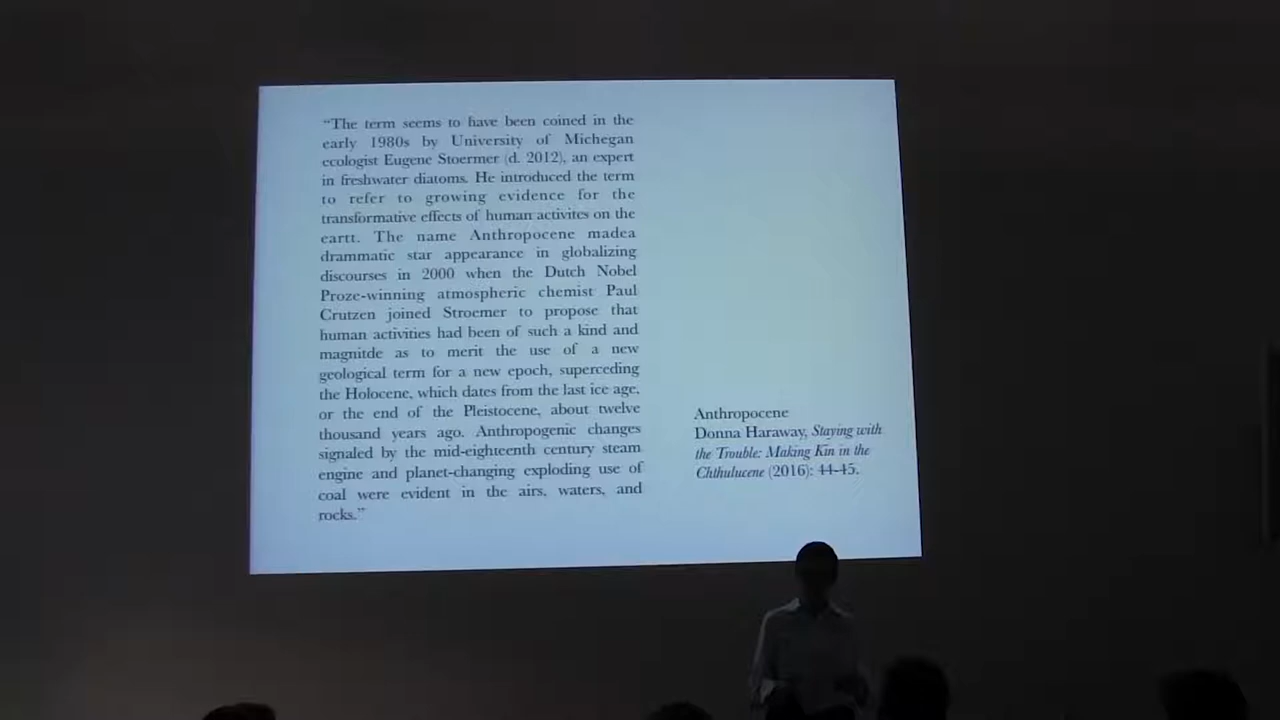 “The term seems to have been coined in the
early 1980s by University of Michegan
ecologist Eugene Stoermer (d. 2012), an expert
in freshwater diatoms. He introduced the term
to refer to growing evidence for the
transformative effects of human activites on the
eartt. The name Anthropocene madea
drammatic star appearance in globalizing
discourses in 2000 when the Dutch Nobel
Proze-winning atmospheric chemist Paul
Crutzen joined Stroemer to propose that
human activities had been of such a kind and
magnitde as to merit the use of a new
geological term for a new epoch, superceding
the Holocene, which dates from the last ice age,
or the end of the Pleistocene, about twelve
thousand years ago. Anthropogenic changes
signaled by the mid-eighteenth century steam
engine and planet-changing exploding use of
coal were evident in the airs, waters, and
rocks.”
Anthropocene
Donna Haraway, Staying with
the Trouble: Making Kin in the
Chthulucene (2016): 44-45.